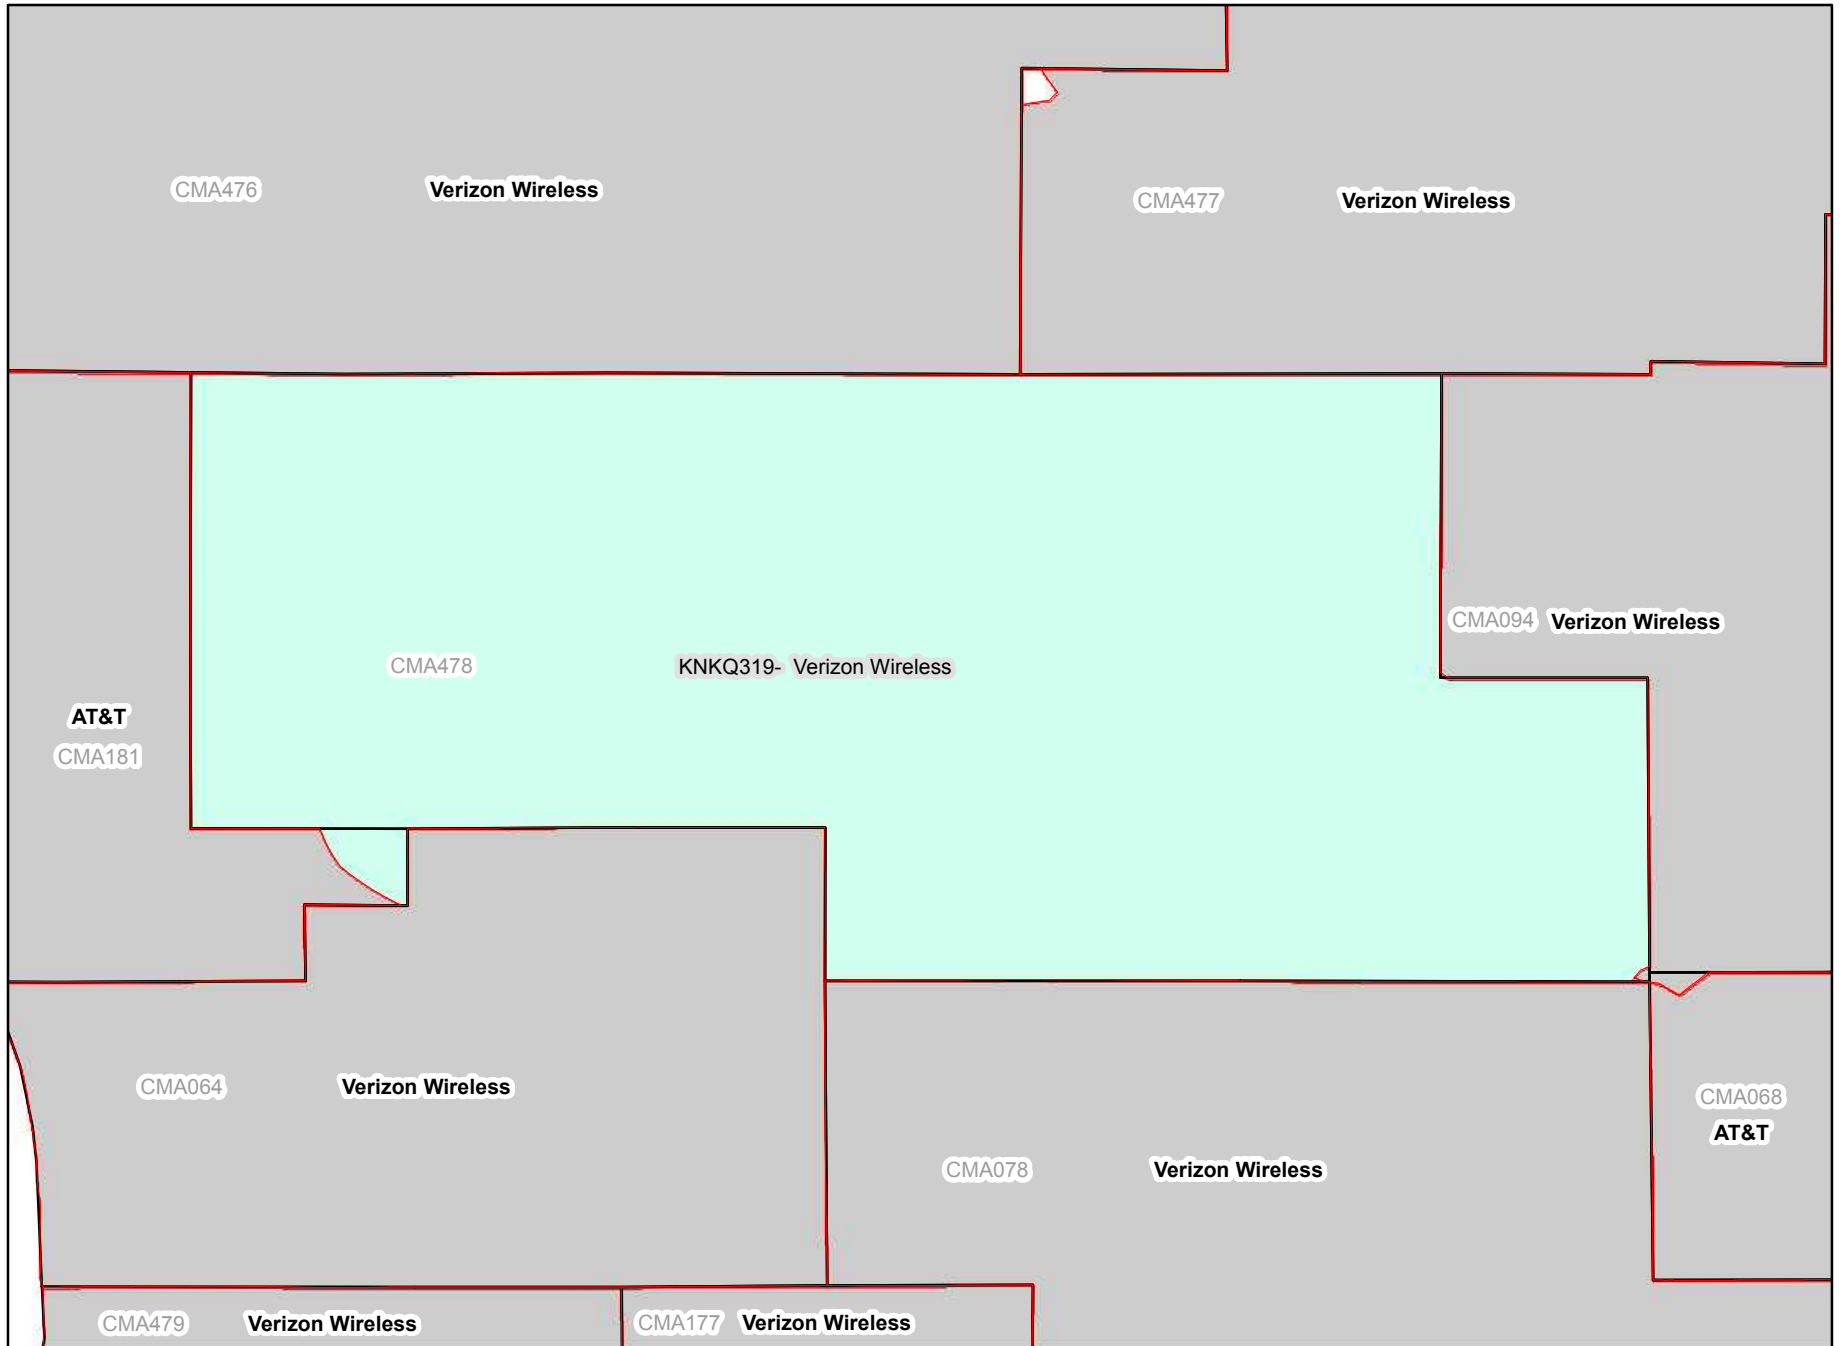 CMA476 Verizon Wireless
CMA477 Verizon Wireless
CMA094 Verizon Wireless
CMA478 KNKQ319- Verizon Wireless
AT&T
CMA181
CMA064 Verizon Wireless
CMA068
AT&T
CMA078 Verizon Wireless
CMA479 Verizon Wireless
CMA177 Verizon Wireless